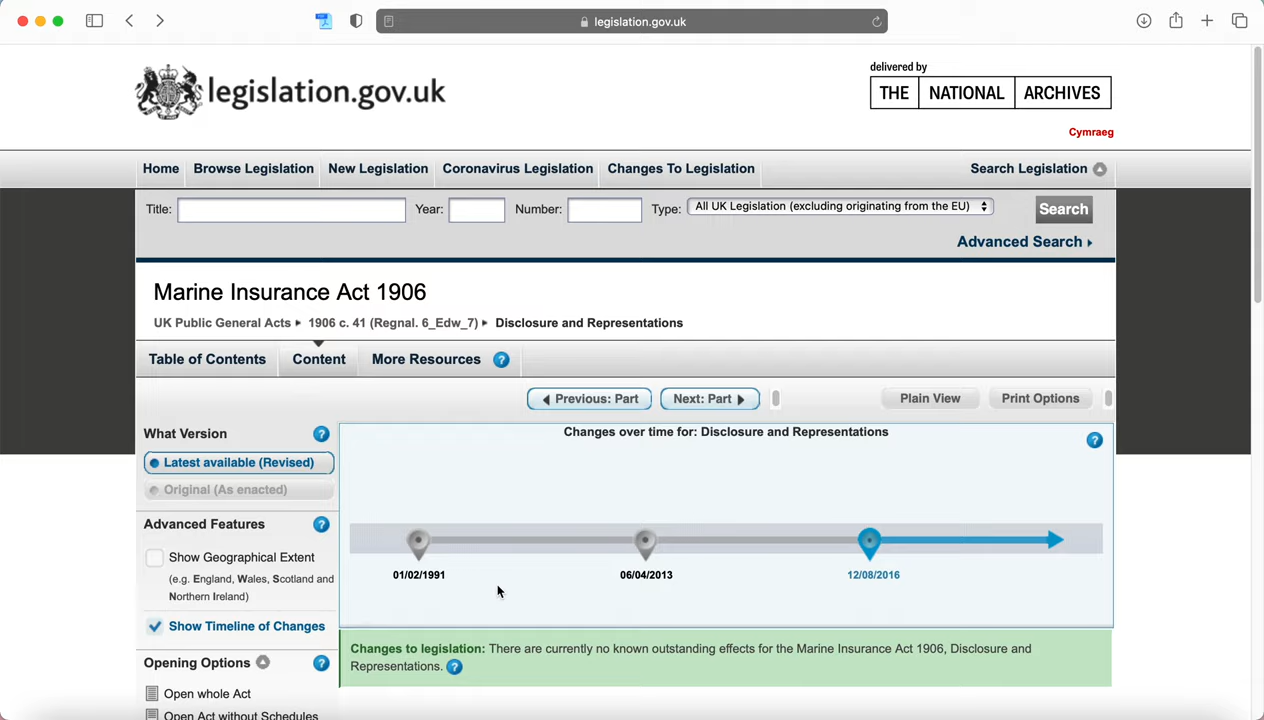 legislation.gov.uk
legislation.gov.uk
delivered by
THE NATIONAL ARCHIVES
Cymraeg
Home Browse Legislation New Legislation Coronavirus Legislation Changes To Legislation Search Legislation
Title: Year: Number: Type: All UK Legislation (excluding originating from the EU) Search
Advanced Search
Marine Insurance Act 1906
UK Public General Acts 1906 c. 41 (Regnal. 6_Edw_7) Disclosure and Representations
Table of Contents Content More Resources ?
Previous: Part Next: Part Plain View Print Options
What Version ?
Latest available (Revised)
Original (As enacted)
Advanced Features ?
Show Geographical Extent
(e.g. England, Wales, Scotland and
Northern Ireland)
Show Timeline of Changes
Opening Options ?
Open whole Act
Open Act without Schedules
Changes over time for: Disclosure and Representations ?
01/02/1991 06/04/2013 12/08/2016
Changes to legislation: There are currently no known outstanding effects for the Marine Insurance Act 1906, Disclosure and
Representations. ?